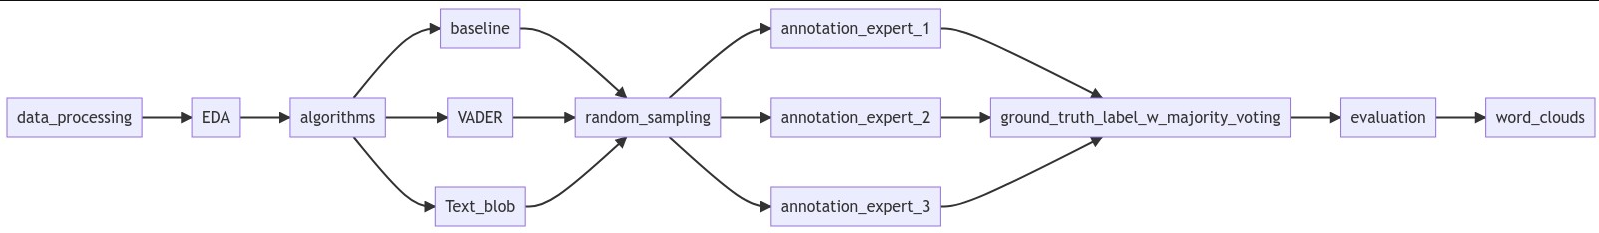 data_processing
EDA
algorithms
baseline
VADER
Text_blob
random_sampling
annotation_expert_1
annotation_expert_2
annotation_expert_3
ground_truth_label_w_majority_voting
evaluation
word_clouds